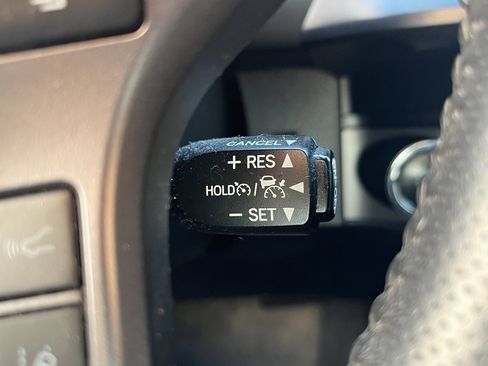 CANCEL ▼
+ RES ▲
HOLD / ◀
− SET ▼